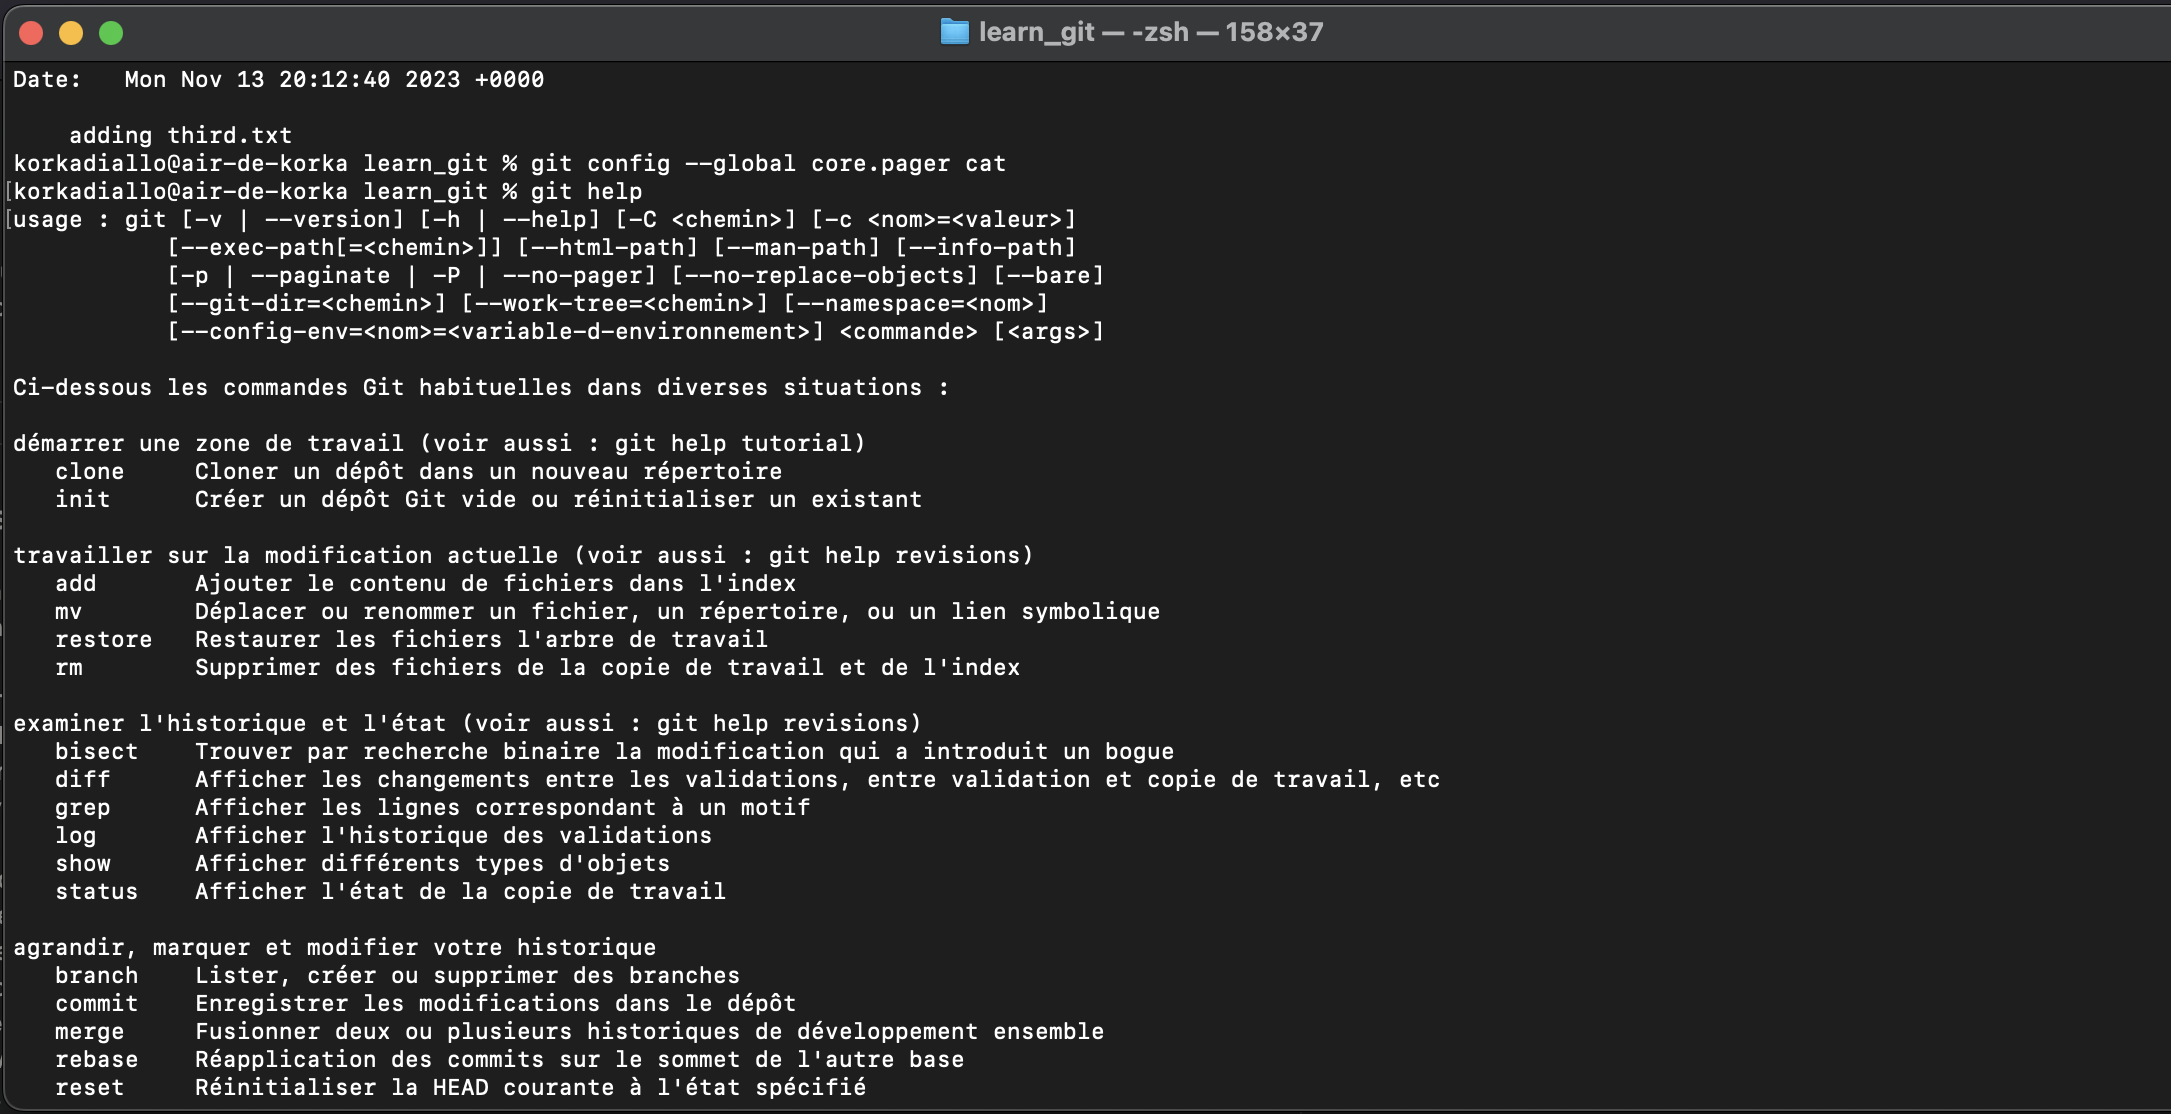 learn_git — -zsh — 158×37
Date:   Mon Nov 13 20:12:40 2023 +0000
    adding third.txt
korkadiallo@air-de-korka learn_git % git config --global core.pager cat
[korkadiallo@air-de-korka learn_git % git help
[usage : git [-v | --version] [-h | --help] [-C <chemin>] [-c <nom>=<valeur>]
           [--exec-path[=<chemin>]] [--html-path] [--man-path] [--info-path]
           [-p | --paginate | -P | --no-pager] [--no-replace-objects] [--bare]
           [--git-dir=<chemin>] [--work-tree=<chemin>] [--namespace=<nom>]
           [--config-env=<nom>=<variable-d-environnement>] <commande> [<args>]
Ci-dessous les commandes Git habituelles dans diverses situations :
démarrer une zone de travail (voir aussi : git help tutorial)
   clone     Cloner un dépôt dans un nouveau répertoire
   init      Créer un dépôt Git vide ou réinitialiser un existant
travailler sur la modification actuelle (voir aussi : git help revisions)
   add       Ajouter le contenu de fichiers dans l'index
   mv        Déplacer ou renommer un fichier, un répertoire, ou un lien symbolique
   restore   Restaurer les fichiers l'arbre de travail
   rm        Supprimer des fichiers de la copie de travail et de l'index
examiner l'historique et l'état (voir aussi : git help revisions)
   bisect    Trouver par recherche binaire la modification qui a introduit un bogue
   diff      Afficher les changements entre les validations, entre validation et copie de travail, etc
   grep      Afficher les lignes correspondant à un motif
   log       Afficher l'historique des validations
   show      Afficher différents types d'objets
   status    Afficher l'état de la copie de travail
agrandir, marquer et modifier votre historique
   branch    Lister, créer ou supprimer des branches
   commit    Enregistrer les modifications dans le dépôt
   merge     Fusionner deux ou plusieurs historiques de développement ensemble
   rebase    Réapplication des commits sur le sommet de l'autre base
   reset     Réinitialiser la HEAD courante à l'état spécifié